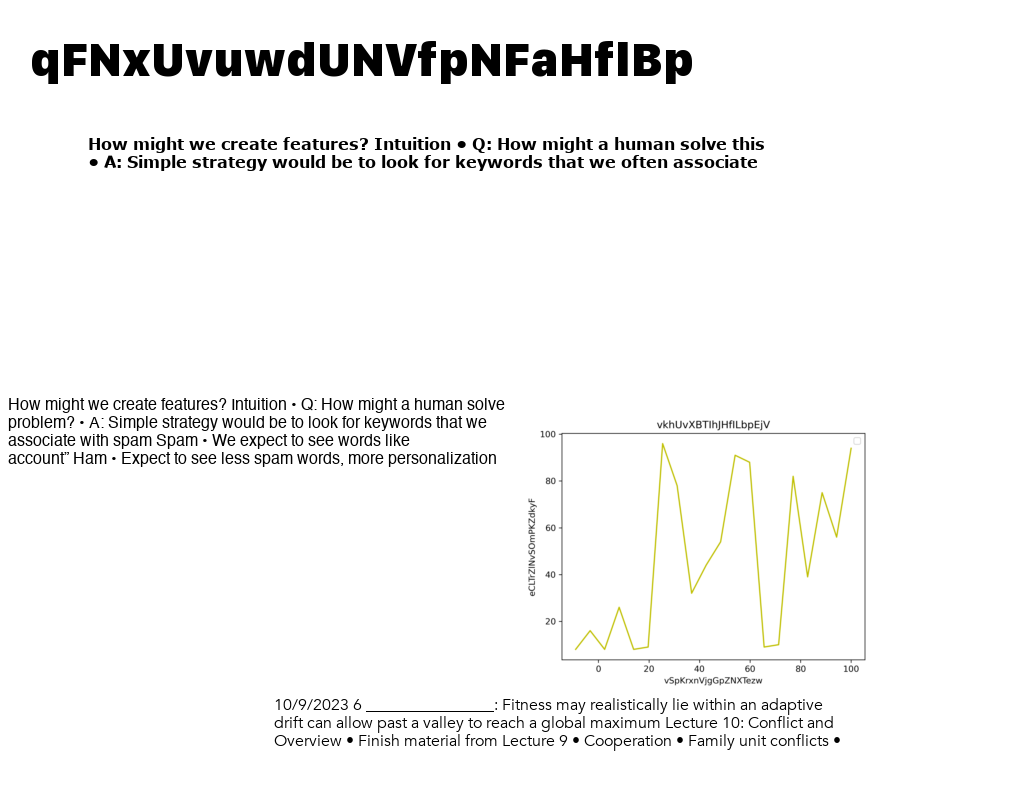 qFNxUvuwdUNVfpNFaHflBp
How might we create features? Intuition • Q: How might a human solve this
• A: Simple strategy would be to look for keywords that we often associate
How might we create features? Intuition • Q: How might a human solve
problem? • A: Simple strategy would be to look for keywords that we
associate with spam Spam • We expect to see words like
account” Ham • Expect to see less spam words, more personalization
vkhUvXBTlhJHflLbpEjV
100
80
60
40
20
eCLTrZlNvSOmPKZdkyF
0 20 40 60 80 100
vSpKrxnVjgGpZNXTezw
10/9/2023 6 ________________: Fitness may realistically lie within an adaptive
drift can allow past a valley to reach a global maximum Lecture 10: Conflict and
Overview • Finish material from Lecture 9 • Cooperation • Family unit conflicts •